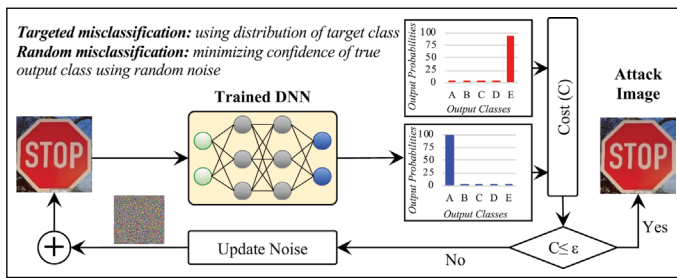 Targeted misclassification: using distribution of target class
Random misclassification: minimizing confidence of true
output class using random noise
Trained DNN
STOP
Output Probabilities
100
75
50
25
0
A B C D E
Output Classes
Output Probabilities
100
75
50
25
0
A B C D E
Output Classes
Cost (C)
Attack
Image
STOP
Yes
C≤ ε
No
Update Noise
+